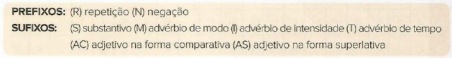 PREFIXOS: (R) repetição (N) negação
SUFIXOS: (S) substantivo (M) advérbio de modo (I) advérbio de intensidade (T) advérbio de tempo
(AC) adjetivo na forma comparativa (AS) adjetivo na forma superlativa